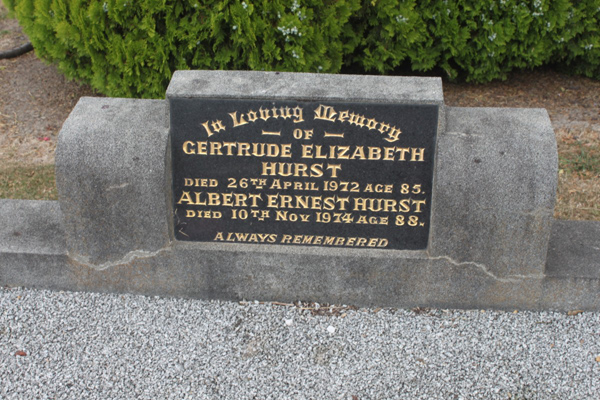 In Loving Memory
— OF —
GERTRUDE ELIZABETH
HURST
DIED 26TH APRIL 1972 AGE 85.
ALBERT ERNEST HURST
DIED 10TH NOV 1974 AGE 88.
ALWAYS REMEMBERED